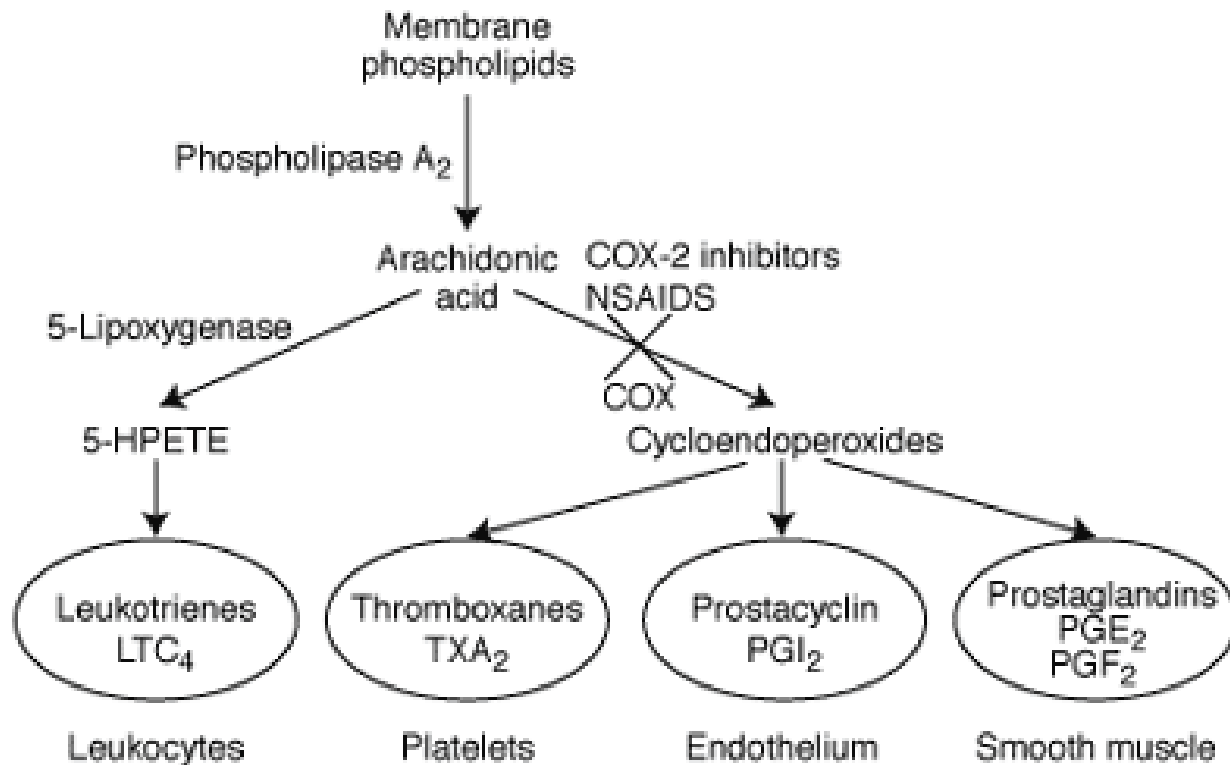 Membrane
phospholipids
Phospholipase A₂
Arachidonic
acid
COX-2 inhibitors
NSAIDS
5-Lipoxygenase
COX
5-HPETE
Cycloendoperoxides
Leukotrienes
LTC₄
Thromboxanes
TXA₂
Prostacyclin
PGI₂
Prostaglandins
PGE₂
PGF₂
Leukocytes
Platelets
Endothelium
Smooth muscle